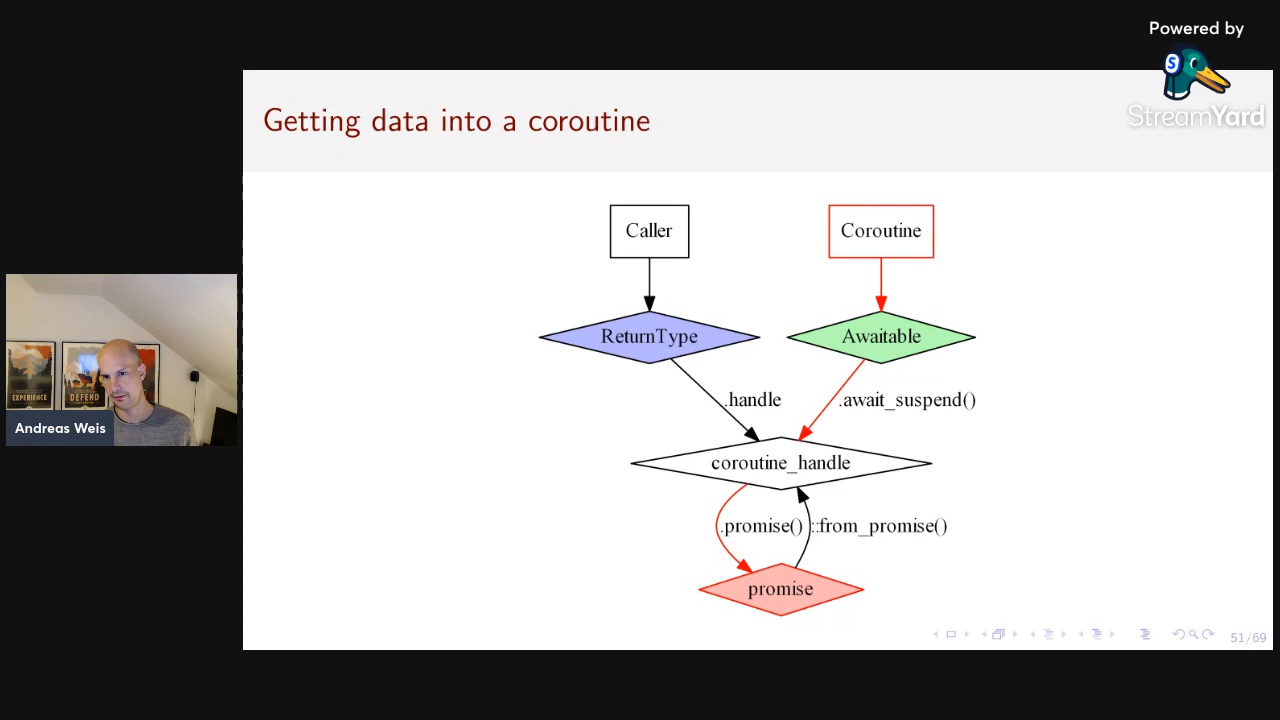 Powered by
StreamYard
Getting data into a coroutine
Caller
Coroutine
ReturnType
Awaitable
.handle
.await_suspend()
coroutine_handle
.promise()
::from_promise()
promise
51/69
EXPERIENCE
DEFEND
Andreas Weis